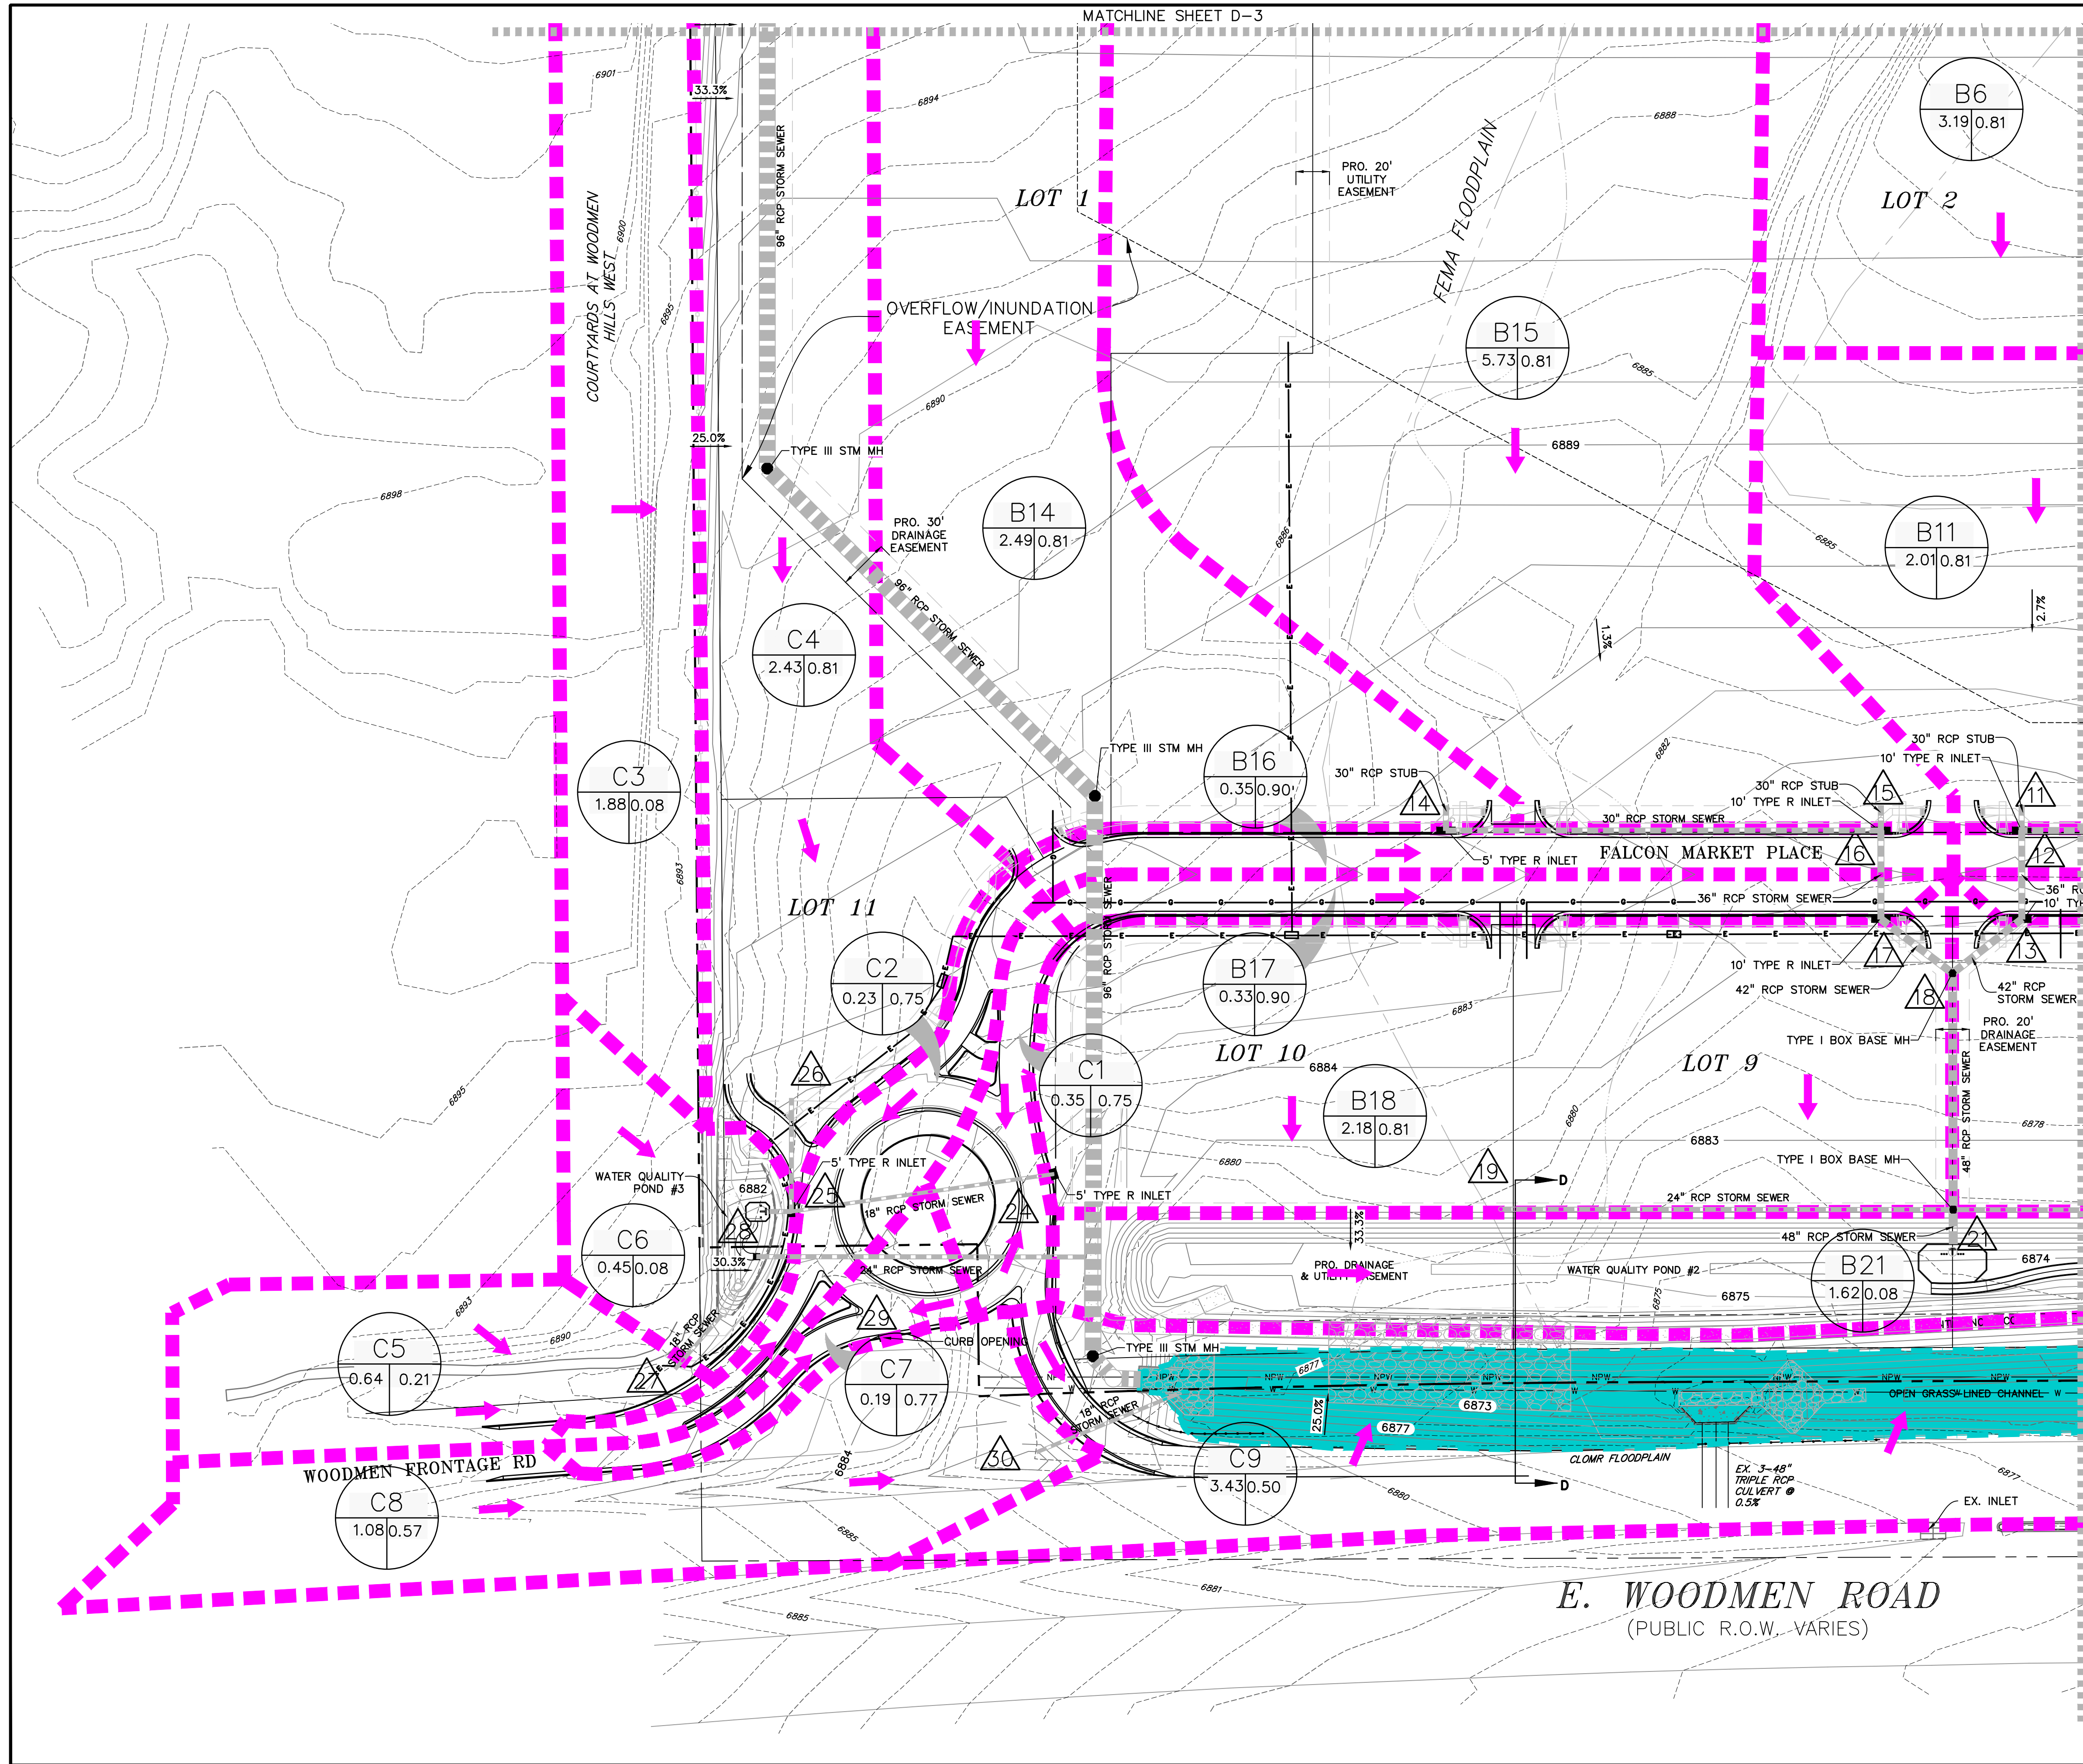 MATCHLINE SHEET D-3
6901
33.3%
6894
6888
B6
3.19 0.81
96" RCP STORM SEWER
PRO. 20'
UTILITY
EASEMENT
FEMA FLOODPLAIN
LOT 1
LOT 2
COURTYARDS AT WOODMEN
HILLS WEST
6900
6895
OVERFLOW/INUNDATION
EASEMENT
B15
5.73 0.81
6885
6890
25.0%
TYPE III STM MH
6889
6898
B14
2.49 0.81
PRO. 30'
DRAINAGE
EASEMENT
6886
6885
B11
2.01 0.81
96" RCP STORM SEWER
2.7%
1.3%
C4
2.43 0.81
TYPE III STM MH
B16
0.35 0.90
6882
30" RCP STUB
10' TYPE R INLET
C3
1.88 0.08
30" RCP STUB
14
30" RCP STUB
10' TYPE R INLET
15
11
30" RCP STORM SEWER
5' TYPE R INLET
FALCON MARKET PLACE
16
12
6893
96" RCP STORM SEWER
36" RCP STORM SEWER
36" R
10' TY
LOT 11
C2
0.23 0.75
B17
0.33 0.90
10' TYPE R INLET
17
13
42" RCP STORM SEWER
18
42" RCP
STORM SEWER
6883
PRO. 20'
DRAINAGE
EASEMENT
TYPE I BOX BASE MH
LOT 10
LOT 9
26
C1
0.35 0.75
6884
6895
B18
2.18 0.81
6880
48" RCP STORM SEWER
6878
6883
WATER QUALITY
POND #3
6882
5' TYPE R INLET
25
6880
19
D
TYPE I BOX BASE MH
5' TYPE R INLET
18" RCP STORM SEWER
24
24" RCP STORM SEWER
28
C6
0.45 0.08
33.3%
48" RCP STORM SEWER
21
30.3%
24" RCP STORM SEWER
PRO. DRAINAGE
& UTILITY EASEMENT
WATER QUALITY POND #2
B21
1.62 0.08
6874
6893
6875
6875
29
6890
18" RCP
STORM SEWER
CURB OPENING
C5
0.64 0.21
TYPE III STM MH
27
C7
0.19 0.77
6877
NPW
NPW
NPW
NPW
NPW
NPW
NPW
OPEN GRASS LINED CHANNEL
6873
18" RCP
STORM SEWER
25.0%
6877
WOODMEN FRONTAGE RD
6884
30
C9
3.43 0.50
CLOMR FLOODPLAIN
D
C8
1.08 0.57
6880
EX. 3-48"
TRIPLE RCP
CULVERT @
0.5%
6877
EX. INLET
6885
6881
6885
E. WOODMEN ROAD
(PUBLIC R.O.W. VARIES)